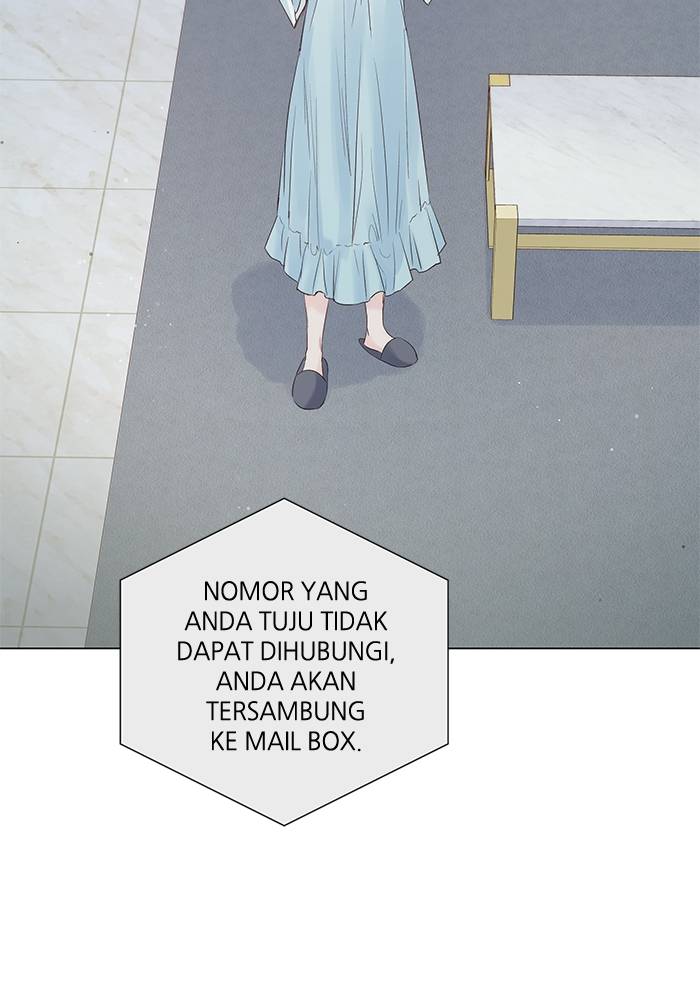 NOMOR YANG
ANDA TUJU TIDAK
DAPAT DIHUBUNGI,
ANDA AKAN
TERSAMBUNG
KE MAIL BOX.